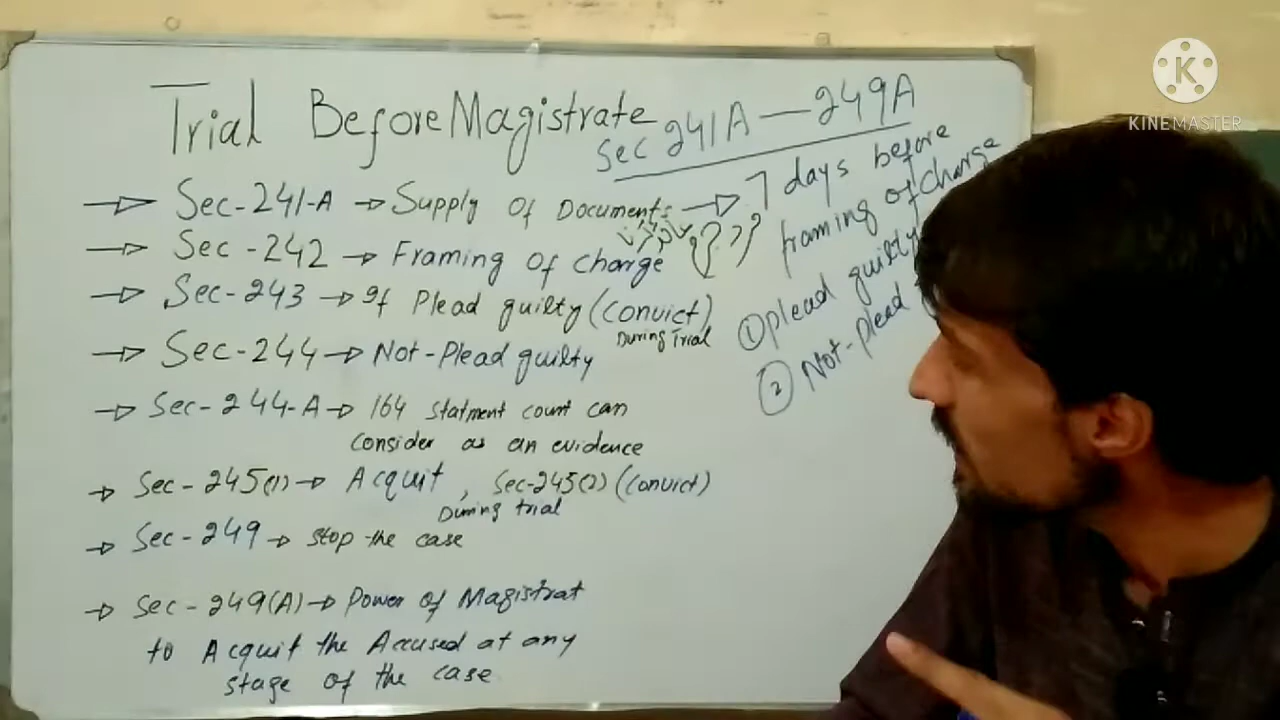 Trial Before Magistrate
Sec 241A — 249A
→ Sec-241-A → Supply Of Documents → 7 days before
framing of charge
→ Sec -242 → Framing Of charge
→ Sec-243 → If Plead guilty (convict)
During Trial
① plead guilty
→ Sec-244 → Not-Plead guilty
② Not-plead
→ Sec-244-A → 164 statment court can
consider as an evidence
→ Sec-245(1) → Acquit , Sec-245(2) (convict)
During trial
→ Sec-249 → Stop the case
→ Sec-249(A) → Power of Magistrat
to Acquit the Accused at any
stage of the case
K
KINEMASTER